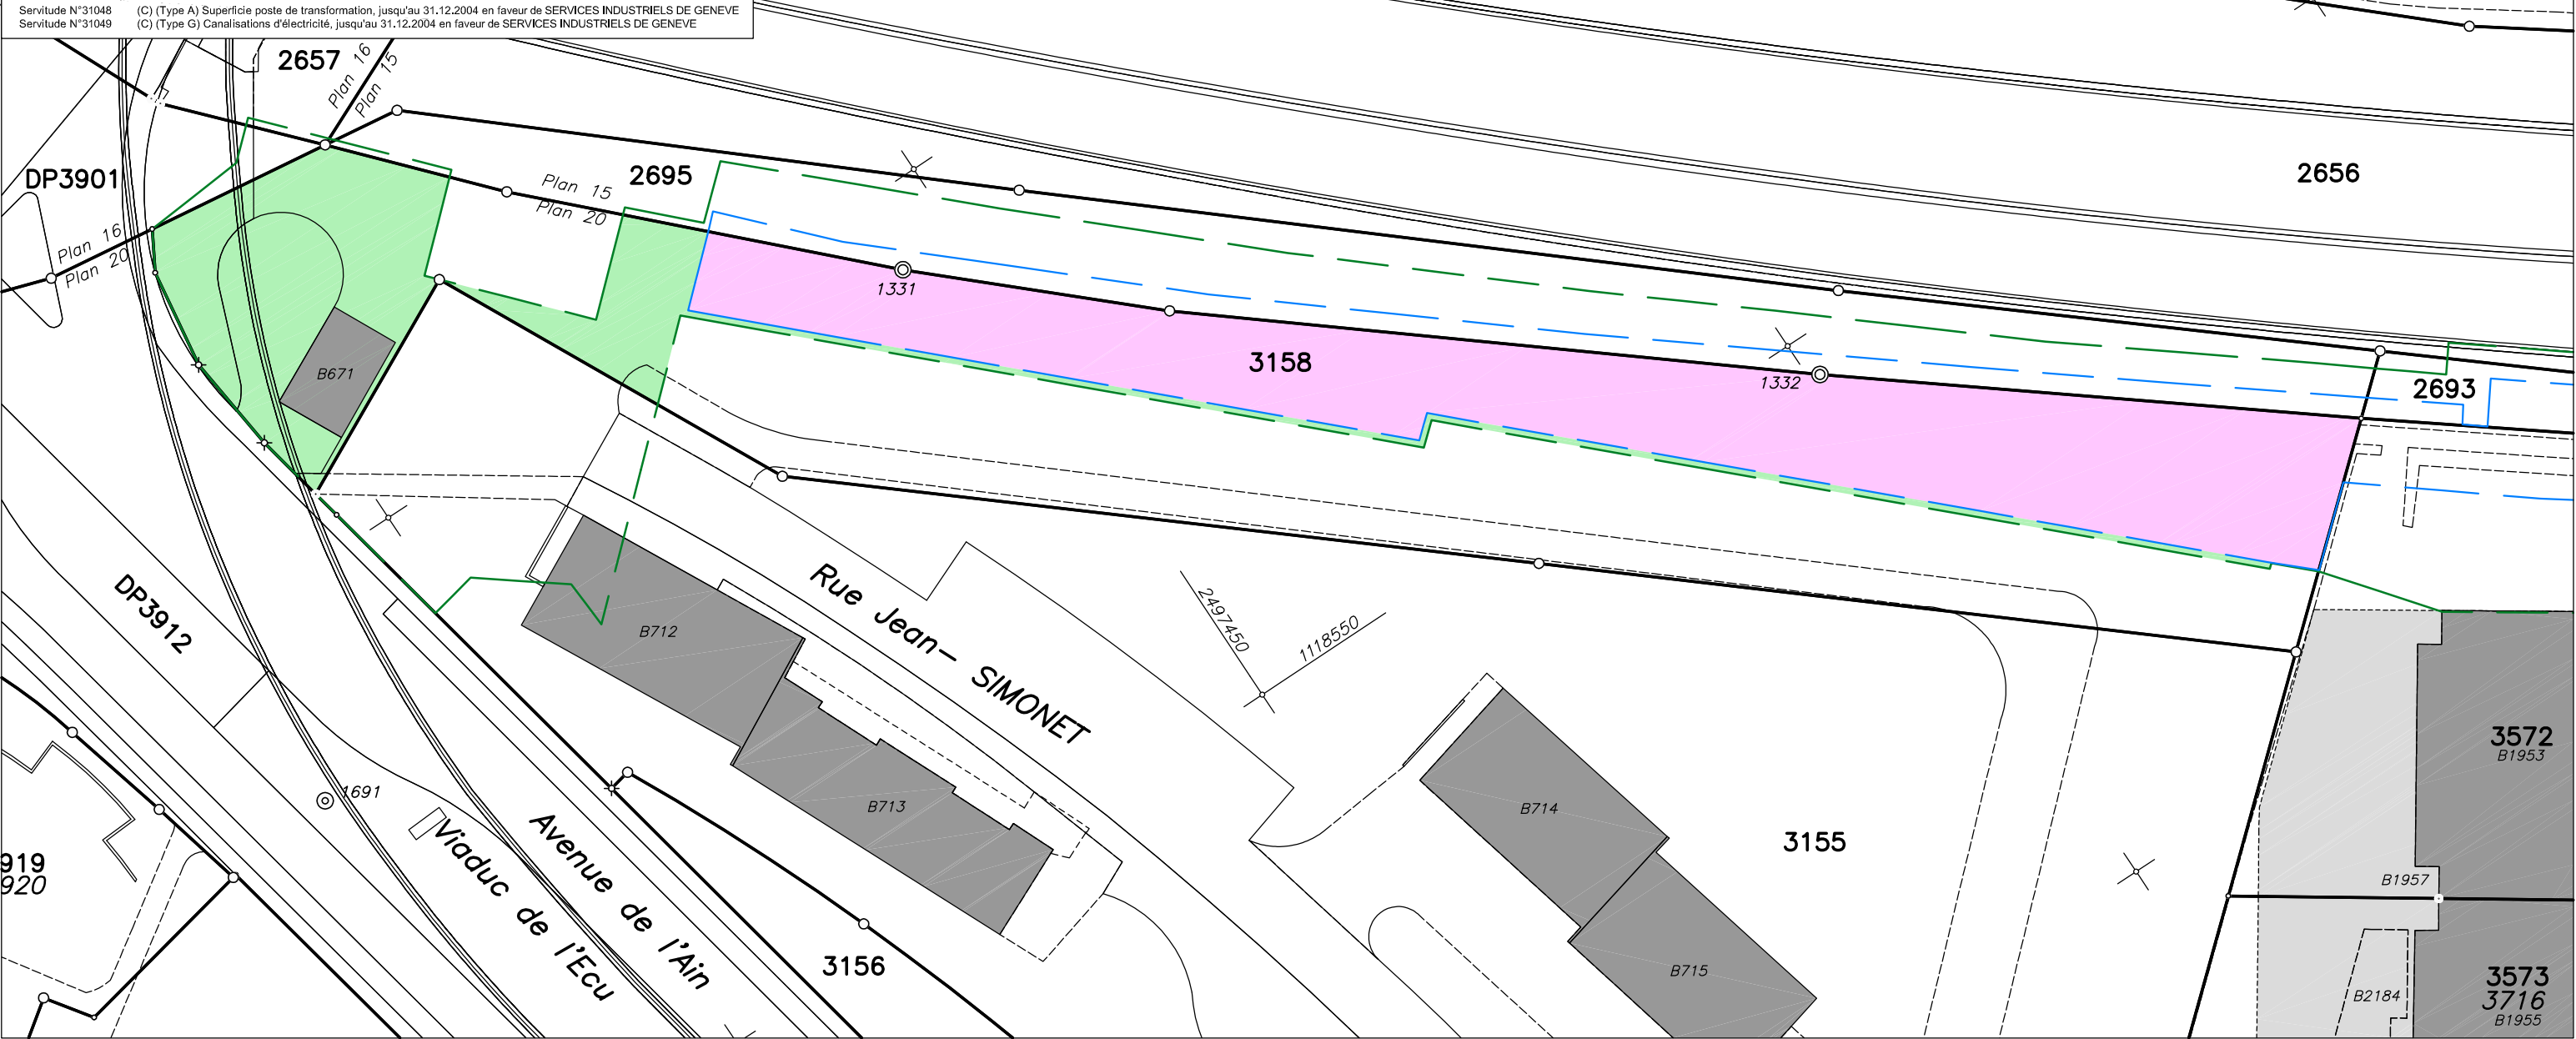 Servitude N°31048 (C) (Type A) Superficie poste de transformation, jusqu'au 31.12.2004 en faveur de SERVICES INDUSTRIELS DE GENEVE
Servitude N°31049 (C) (Type G) Canalisations d'électricité, jusqu'au 31.12.2004 en faveur de SERVICES INDUSTRIELS DE GENEVE
2657
Plan 16
Plan 15
DP3901
2695
2656
Plan 15
Plan 20
Plan 16
Plan 20
1331
3158
1332
2693
B671
DP3912
B712
Rue Jean- SIMONET
2497450
1118550
3572
B1953
1691
B713
B714
3155
919
920
Viaduc de l'Ecu
Avenue de l'Ain
3156
B1957
B715
B2184
3573
3716
B1955